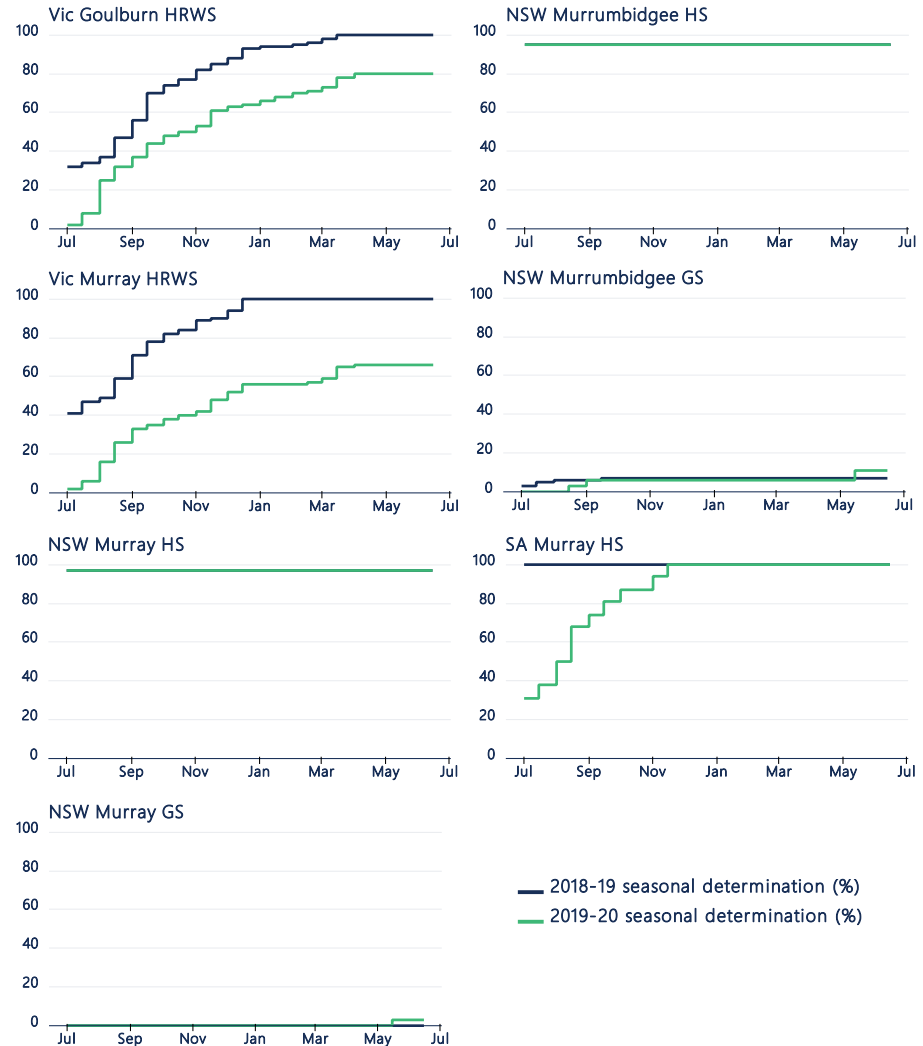 Vic Goulburn HRWS
100
80
60
40
20
0
Jul Sep Nov Jan Mar May Jul
NSW Murrumbidgee HS
100
80
60
40
20
0
Jul Sep Nov Jan Mar May Jul
Vic Murray HRWS
100
80
60
40
20
0
Jul Sep Nov Jan Mar May Jul
NSW Murrumbidgee GS
100
80
60
40
20
0
Jul Sep Nov Jan Mar May Jul
NSW Murray HS
100
80
60
40
20
0
Jul Sep Nov Jan Mar May Jul
SA Murray HS
100
80
60
40
20
0
Jul Sep Nov Jan Mar May Jul
NSW Murray GS
100
80
60
40
20
0
Jul Sep Nov Jan Mar May Jul
2018-19 seasonal determination (%)
2019-20 seasonal determination (%)